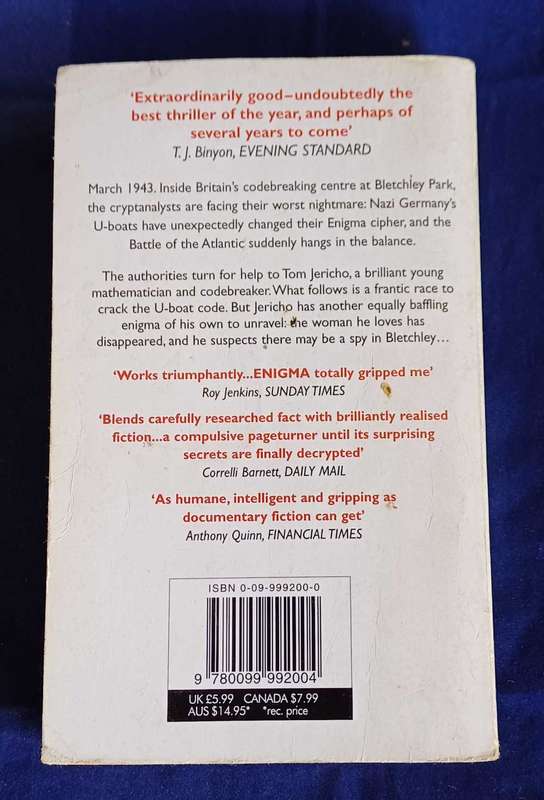 'Extraordinarily good–undoubtedly the
best thriller of the year, and perhaps of
several years to come'
T. J. Binyon, EVENING STANDARD
March 1943. Inside Britain's codebreaking centre at Bletchley Park,
the cryptanalysts are facing their worst nightmare: Nazi Germany's
U-boats have unexpectedly changed their Enigma cipher, and the
Battle of the Atlantic suddenly hangs in the balance.
The authorities turn for help to Tom Jericho, a brilliant young
mathematician and codebreaker. What follows is a frantic race to
crack the U-boat code. But Jericho has another equally baffling
enigma of his own to unravel: the woman he loves has
disappeared, and he suspects there may be a spy in Bletchley...
'Works triumphantly...ENIGMA totally gripped me'
Roy Jenkins, SUNDAY TIMES
'Blends carefully researched fact with brilliantly realised
fiction...a compulsive pageturner until its surprising
secrets are finally decrypted'
Correlli Barnett, DAILY MAIL
'As humane, intelligent and gripping as
documentary fiction can get'
Anthony Quinn, FINANCIAL TIMES
ISBN 0-09-999200-0
9 780099 992004
UK £5.99 CANADA $7.99
AUS $14.95* *rec. price